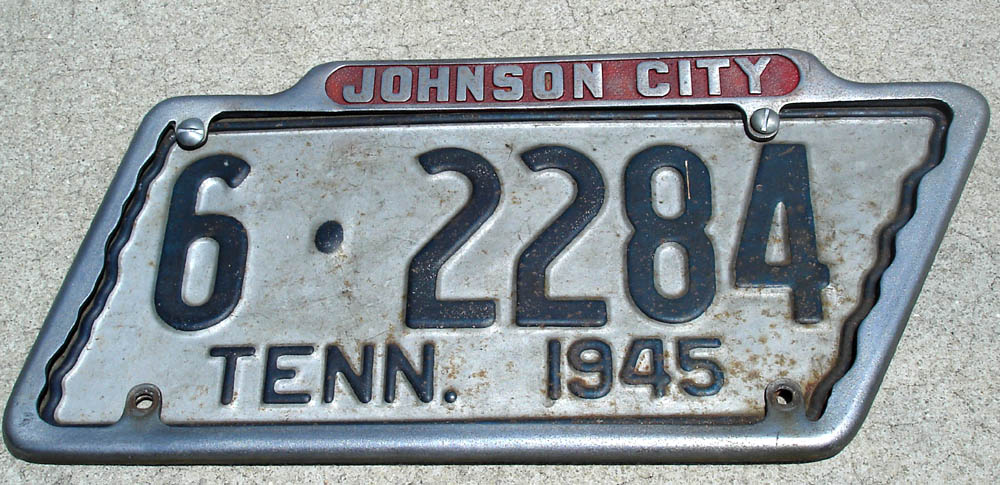 JOHNSON CITY
6·2284
TENN. 1945